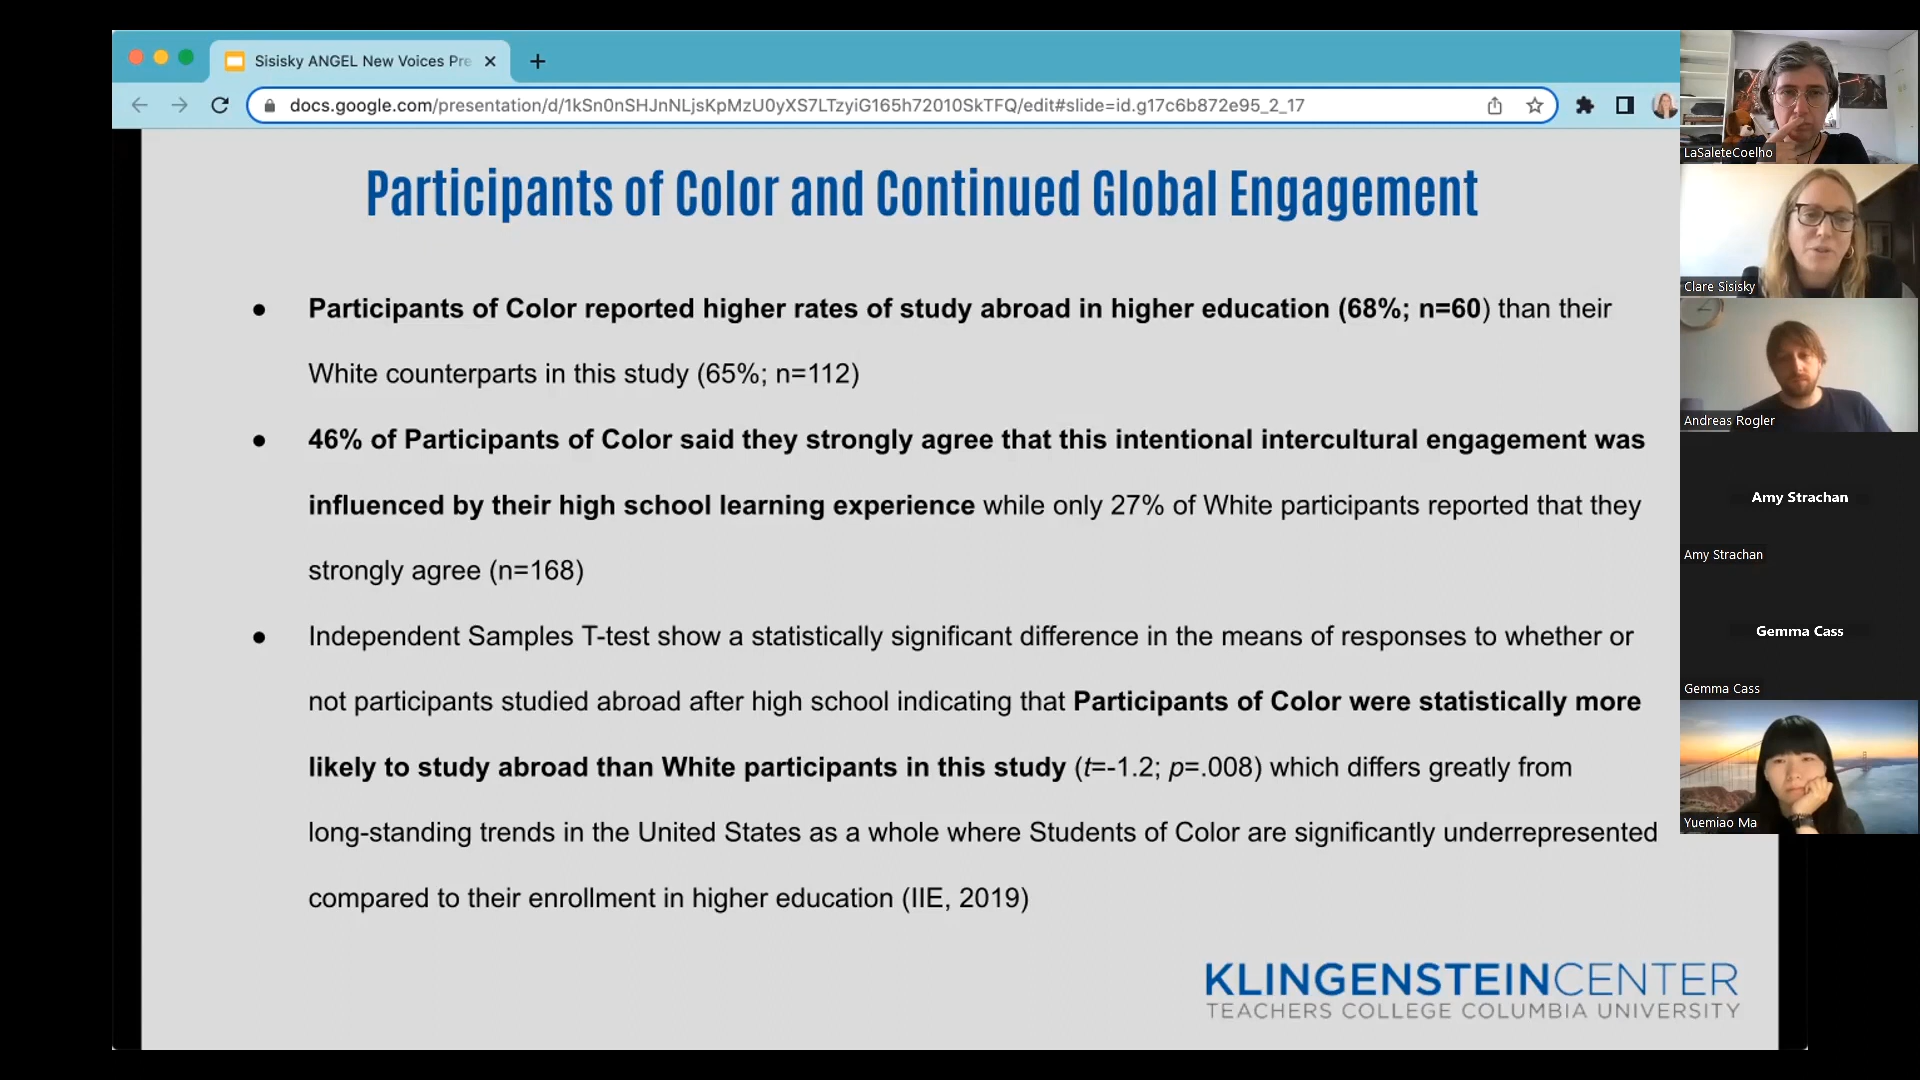 Sisisky ANGEL New Voices Pre
docs.google.com/presentation/d/1kSn0nSHJnNLjsKpMzU0yXS7LTzyiG165h72010SkTFQ/edit#slide=id.g17c6b872e95_2_17
Participants of Color and Continued Global Engagement
● Participants of Color reported higher rates of study abroad in higher education (68%; n=60) than their
White counterparts in this study (65%; n=112)
● 46% of Participants of Color said they strongly agree that this intentional intercultural engagement was
influenced by their high school learning experience while only 27% of White participants reported that they
strongly agree (n=168)
● Independent Samples T-test show a statistically significant difference in the means of responses to whether or
not participants studied abroad after high school indicating that Participants of Color were statistically more
likely to study abroad than White participants in this study (t=-1.2; p=.008) which differs greatly from
long-standing trends in the United States as a whole where Students of Color are significantly underrepresented
compared to their enrollment in higher education (IIE, 2019)
KLINGENSTEINCENTER
TEACHERS COLLEGE COLUMBIA UNIVERSITY
LaSaleteCoelho
Clare Sisisky
Andreas Rogler
Amy Strachan
Amy Strachan
Gemma Cass
Gemma Cass
Yuemiao Ma